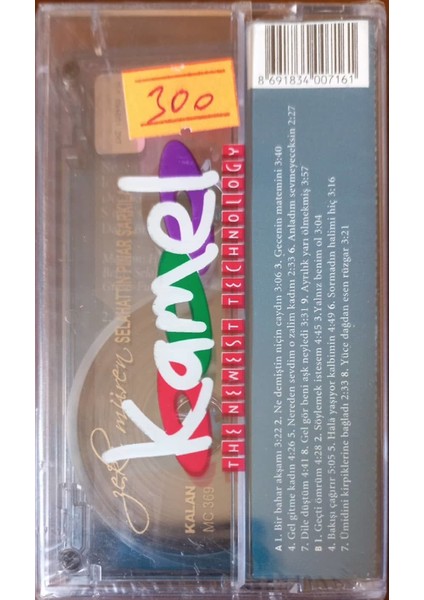 300
Kamel
THE NEWEST TECHNOLOGY
zeki müren SELAHATTİN PINAR ŞARKILARI
KALAN
MC 369
8 691834 007161
A 1. Bir bahar akşamı 3:22 2. Ne demiştin niçin caydın 3:06 3. Gecenin matemini 3:40
4. Gel gitme kadın 4:26 5. Nereden sevdim o zalim kadını 2:33 6. Anladım sevmeyeceksin 2:27
7. Dile düştüm 4:41 8. Gel gör beni aşk neyledi 3:31 9. Ayrılık yarı ölmekmiş 3:57
B 1. Geçti ömrüm 4:28 2. Söylemek istesem 4:45 3.Yalnız benim ol 3:04
4. Bakışı çağırır 5:05 5. Hala yaşıyor kalbimin 4:49 6. Sormadın halimi hiç 3:16
7. Ümidini kirpiklerine bağladı 2:33 8. Yüce dağdan esen rüzgar 3:21